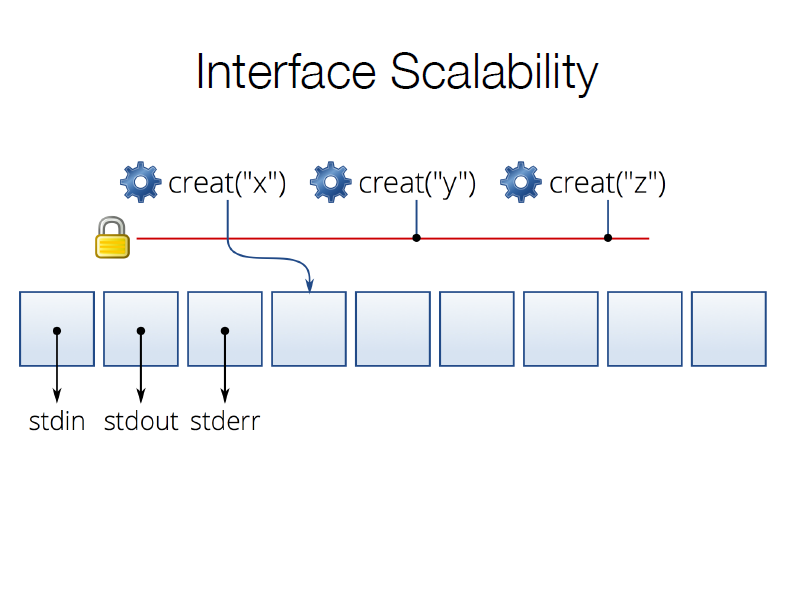 Interface Scalability
creat("x") creat("y") creat("z")
stdin stdout stderr